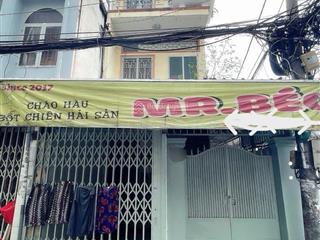 Since 2017
CHÁO HÀU
BỘT CHIÊN HẢI SẢN
MR. BÉO